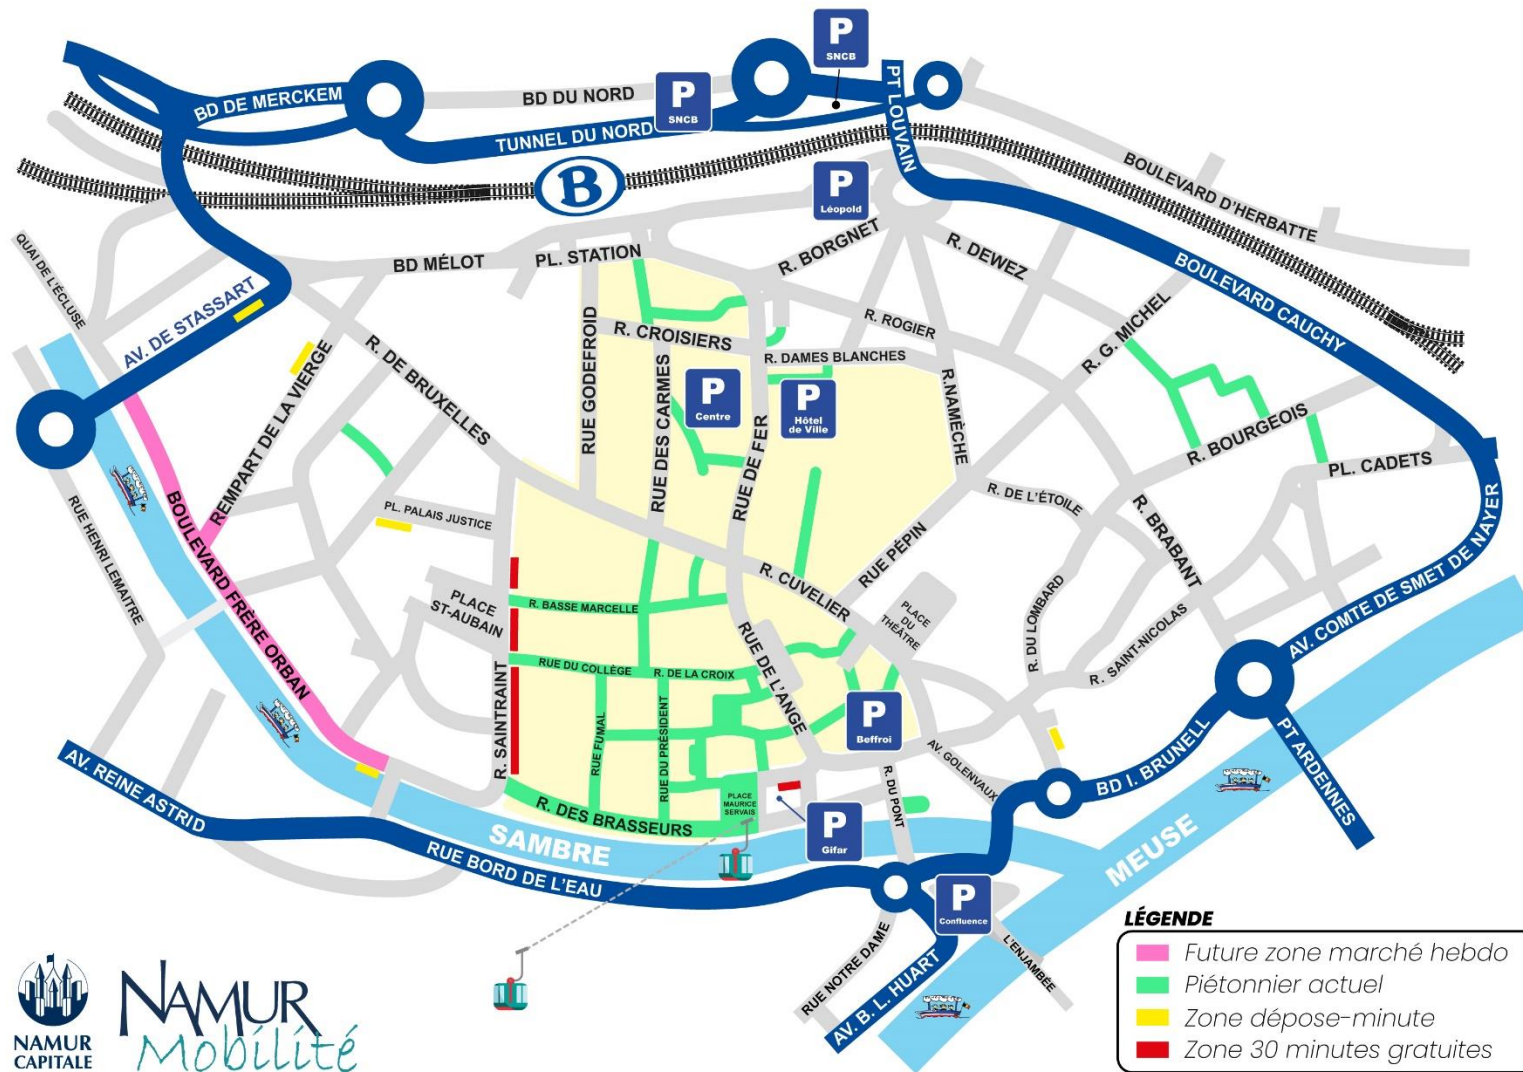 P
SNCB
PT LOUVAIN
BD DE MERCKEM
BD DU NORD
P
SNCB
TUNNEL DU NORD
B
BOULEVARD D'HERBATTE
P
Léopold
QUAI DE L'ÉCLUSE
BD MÉLOT
PL. STATION
R. BORGNET
R. DEWEZ
BOULEVARD CAUCHY
AV. DE STASSART
R. DE BRUXELLES
RUE GODEFROID
R. CROISIERS
R. ROGIER
R. DAMES BLANCHES
R. G. MICHEL
REMPART DE LA VIERGE
RUE DES CARMES
P
Centre
RUE DE FER
P
Hôtel
de Ville
R.NAMÈCHE
R. BOURGEOIS
PL. CADETS
RUE HENRI LEMAITRE
BOULEVARD FRÈRE ORBAN
PL. PALAIS JUSTICE
R. DE L'ÉTOILE
R. BRABANT
AV. COMTE DE SMET DE NAYER
RUE PÉPIN
R. CUVELIER
PLACE
ST-AUBAIN
R. BASSE MARCELLE
PLACE
DU
THÉÂTRE
R. DU LOMBARD
R. SAINT-NICOLAS
RUE DU COLLÈGE
R. DE LA CROIX
RUE DE L'ANGE
R. SAINTRAINT
RUE FUMAL
RUE DU PRÉSIDENT
P
Beffroi
AV. GOLENVAUX
BD I. BRUNELL
PT ARDENNES
AV. REINE ASTRID
R. DES BRASSEURS
PLACE
MAURICE
SERVAIS
R. DU PONT
P
Gifar
SAMBRE
MEUSE
RUE BORD DE L'EAU
P
Confluence
L'ENJAMBÉE
RUE NOTRE DAME
AV. B. L. HUART
LÉGENDE
Future zone marché hebdo
Piétonnier actuel
Zone dépose-minute
Zone 30 minutes gratuites
NAMUR
CAPITALE
NAMUR
Mobilité